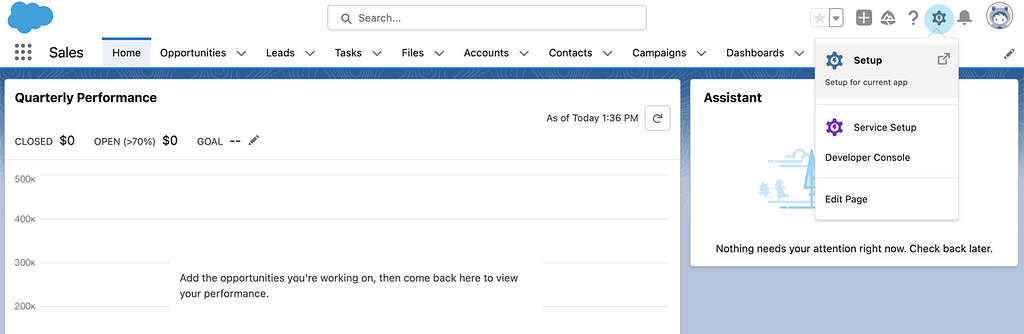 Search...
Sales
Home
Opportunities
Leads
Tasks
Files
Accounts
Contacts
Campaigns
Dashboards
Setup
Setup for current app
Service Setup
Developer Console
Edit Page
Quarterly Performance
As of Today 1:36 PM
CLOSED $0 OPEN (>70%) $0 GOAL --
500K
400K
300K
200K
Add the opportunities you're working on, then come back here to view
your performance.
Assistant
Nothing needs your attention right now. Check back later.